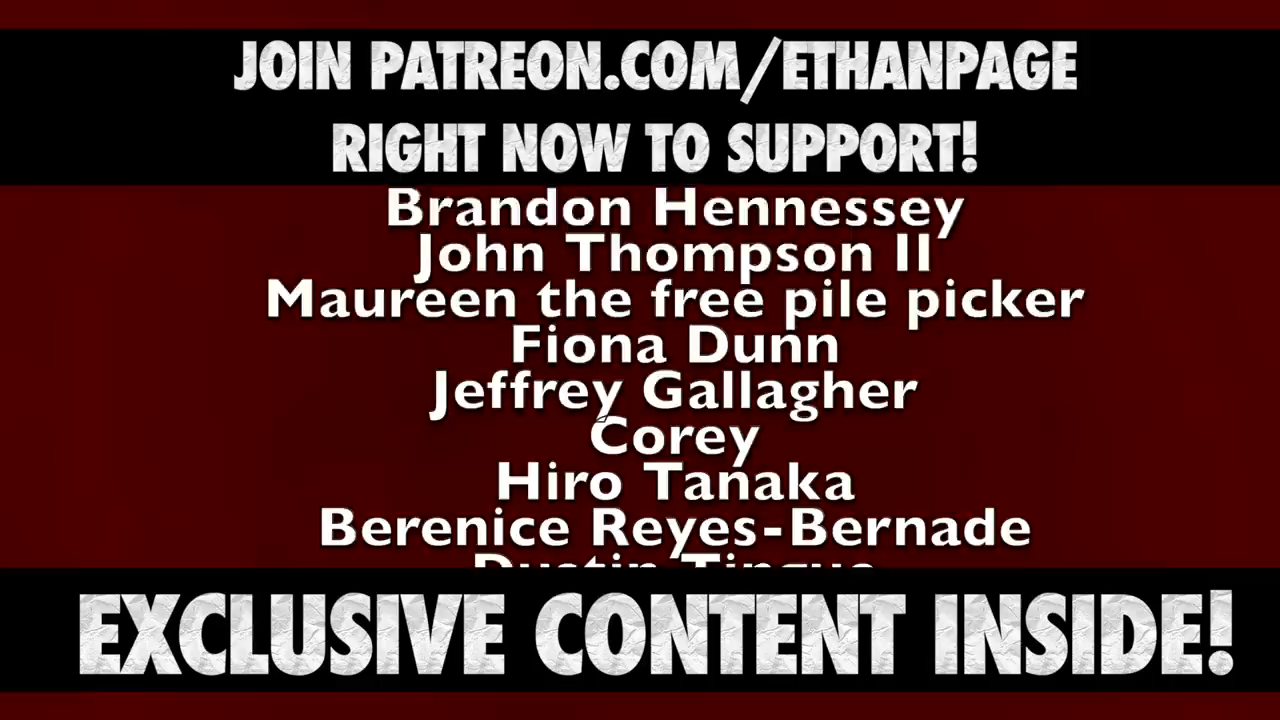 JOIN PATREON.COM/ETHANPAGE
RIGHT NOW TO SUPPORT!
Brandon Hennessey
John Thompson II
Maureen the free pile picker
Fiona Dunn
Jeffrey Gallagher
Corey
Hiro Tanaka
Berenice Reyes-Bernade
Dustin
EXCLUSIVE CONTENT INSIDE!